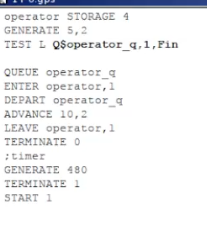 operator STORAGE 4
GENERATE 5,2
TEST L Q$operator_q,1,Fin
QUEUE operator_q
ENTER operator,1
DEPART operator_q
ADVANCE 10,2
LEAVE operator,1
TERMINATE 0
;timer
GENERATE 480
TERMINATE 1
START 1